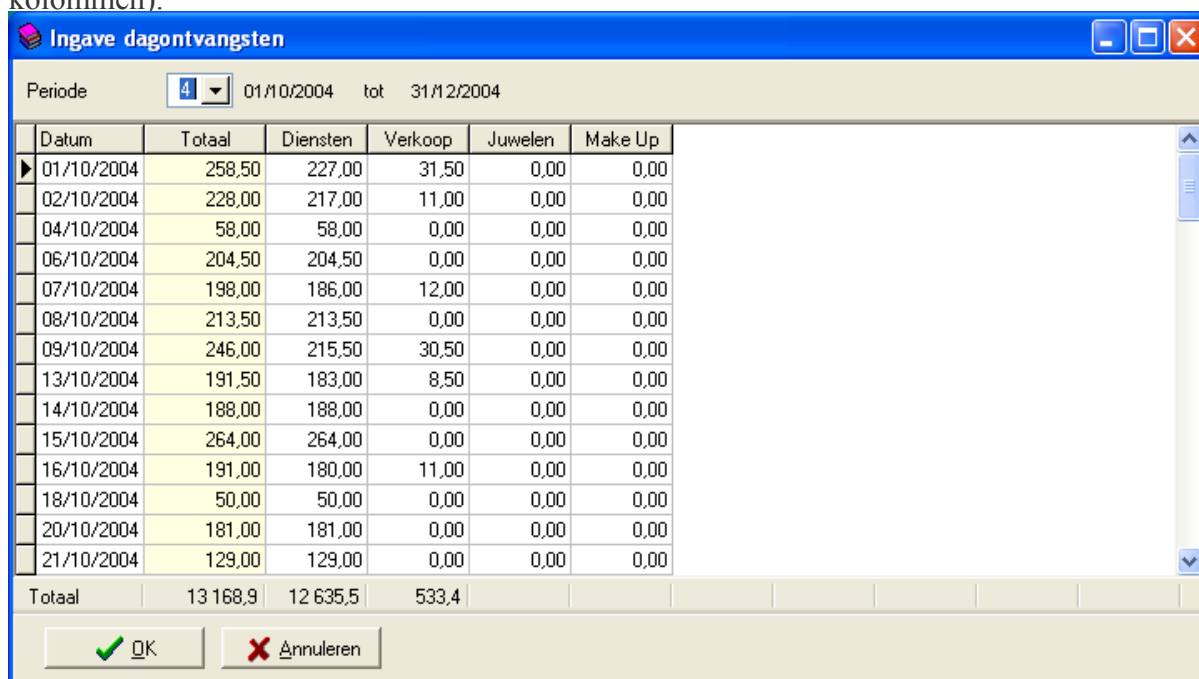 kolommen).
Ingave dagontvangsten
Periode 4 01/10/2004 tot 31/12/2004
Datum Totaal Diensten Verkoop Juwelen Make Up
01/10/2004 258,50 227,00 31,50 0,00 0,00
02/10/2004 228,00 217,00 11,00 0,00 0,00
04/10/2004 58,00 58,00 0,00 0,00 0,00
06/10/2004 204,50 204,50 0,00 0,00 0,00
07/10/2004 198,00 186,00 12,00 0,00 0,00
08/10/2004 213,50 213,50 0,00 0,00 0,00
09/10/2004 246,00 215,50 30,50 0,00 0,00
13/10/2004 191,50 183,00 8,50 0,00 0,00
14/10/2004 188,00 188,00 0,00 0,00 0,00
15/10/2004 264,00 264,00 0,00 0,00 0,00
16/10/2004 191,00 180,00 11,00 0,00 0,00
18/10/2004 50,00 50,00 0,00 0,00 0,00
20/10/2004 181,00 181,00 0,00 0,00 0,00
21/10/2004 129,00 129,00 0,00 0,00 0,00
Totaal 13 168,9 12 635,5 533,4
OK Annuleren